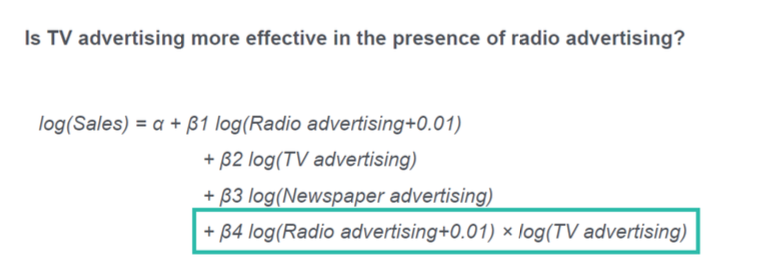 Is TV advertising more effective in the presence of radio advertising?
log(Sales) = α + β1 log(Radio advertising+0.01)
+ β2 log(TV advertising)
+ β3 log(Newspaper advertising)
+ β4 log(Radio advertising+0.01) × log(TV advertising)